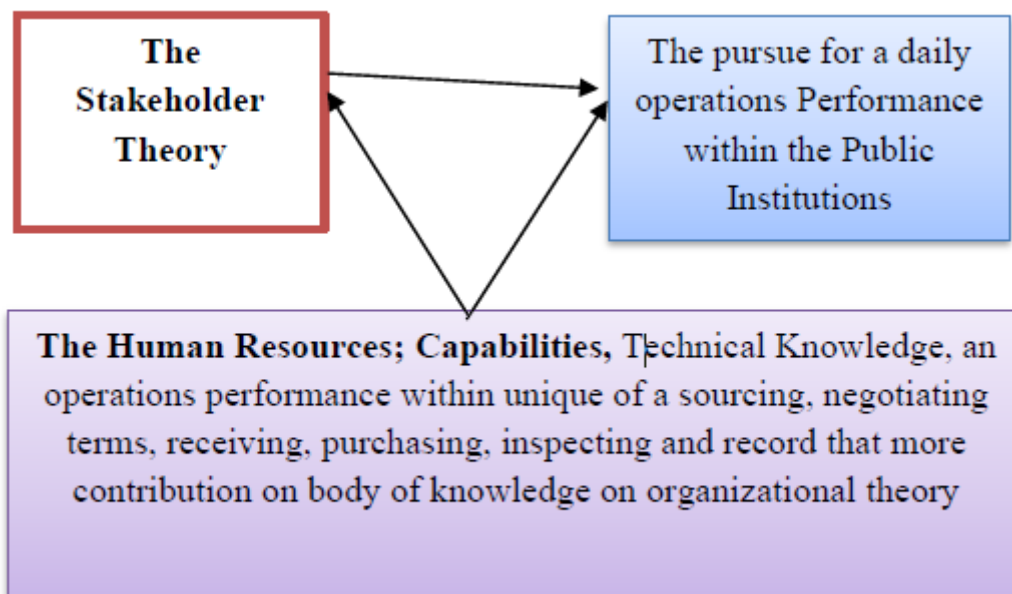 The
Stakeholder
Theory
The pursue for a daily
operations Performance
within the Public
Institutions
The Human Resources; Capabilities, Technical Knowledge, an
operations performance within unique of a sourcing, negotiating
terms, receiving, purchasing, inspecting and record that more
contribution on body of knowledge on organizational theory